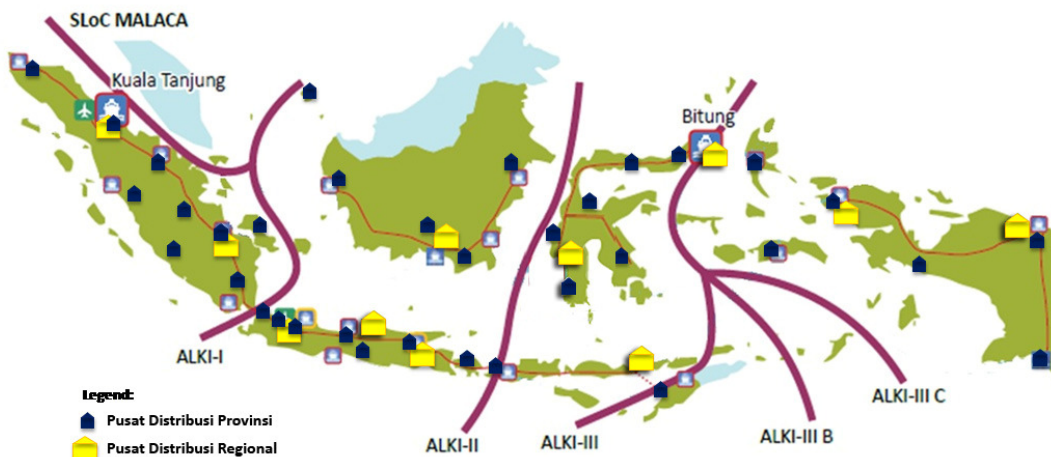 SLoC MALACA
Kuala Tanjung
Bitung
ALKI-I
ALKI-II
ALKI-III
ALKI-III B
ALKI-III C
Legend:
Pusat Distribusi Provinsi
Pusat Distribusi Regional